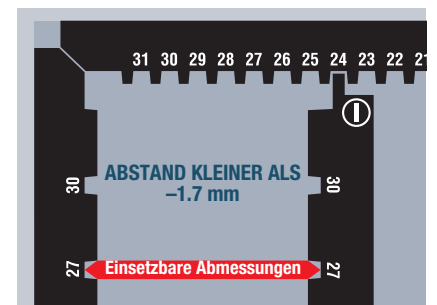 31 30 29 28 27 26 25 24 23 22 21
30
ABSTAND KLEINER ALS
–1.7 mm
30
27
Einsetzbare Abmessungen
27